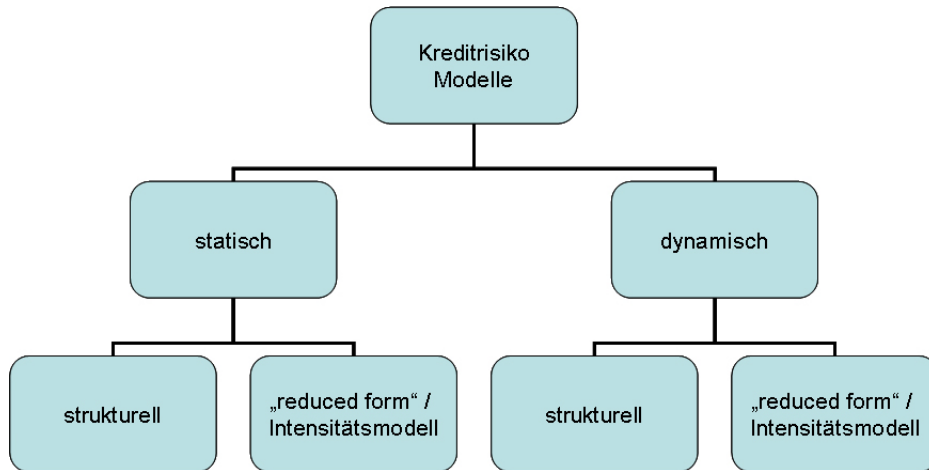 Kreditrisiko
Modelle
statisch
dynamisch
strukturell
„reduced form“ /
Intensitätsmodell
strukturell
„reduced form“ /
Intensitätsmodell